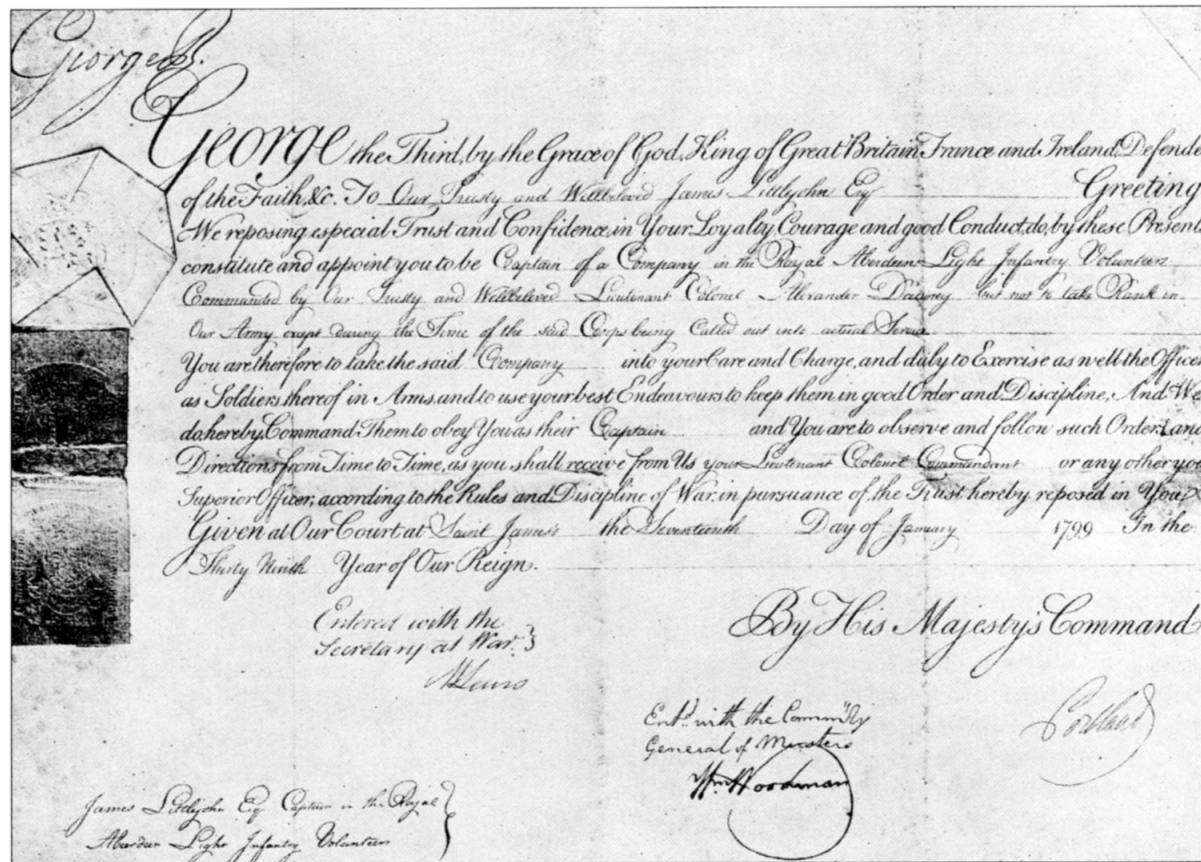 George R.
George the Third, by the Grace of God, King of Great Britain France and Ireland, Defende
of the Faith, &c. To Our Trusty and Wellbeloved James Littlejohn Esq Greeting
We reposing especial Trust and Confidence in Your Loyalty, Courage and good Conduct, do, by these Presents
constitute and appoint you to be Captain of a Company in the Royal Aberdeen Light Infantry Volunteers
Commanded by Our Trusty and Wellbeloved Lieutenant Colonel Alexander but not to take Rank in
Our Army except during the Time of the said Corps being Called out into actual Service
You are therefore to take the said Company into your Care and Charge, and duly to Exercise as well the Office
as Soldiers thereof in Arms, and to use your best Endeavours to keep them in good Order and Discipline, And We
do hereby Command Them to obey You as their Captain and You are to observe and follow such Orders and
Directions from Time to Time, as you shall receive from Us your Lieutenant Colonel Commandant or any other you
Superior Officer, according to the Rules and Discipline of War, in pursuance of the Trust hereby reposed in You
Given at Our Court at Saint James's the Seventeenth Day of January 1799 In the
Thirty Ninth Year of Our Reign.
By His Majesty's Command
Entered with the
Secretary at War
Lewis
Portland
Ent.d with the Comm.ry
General of Musters
Wm Woodman
James Littlejohn Esq Captain in the Royal
Aberdeen Light Infantry Volunteers